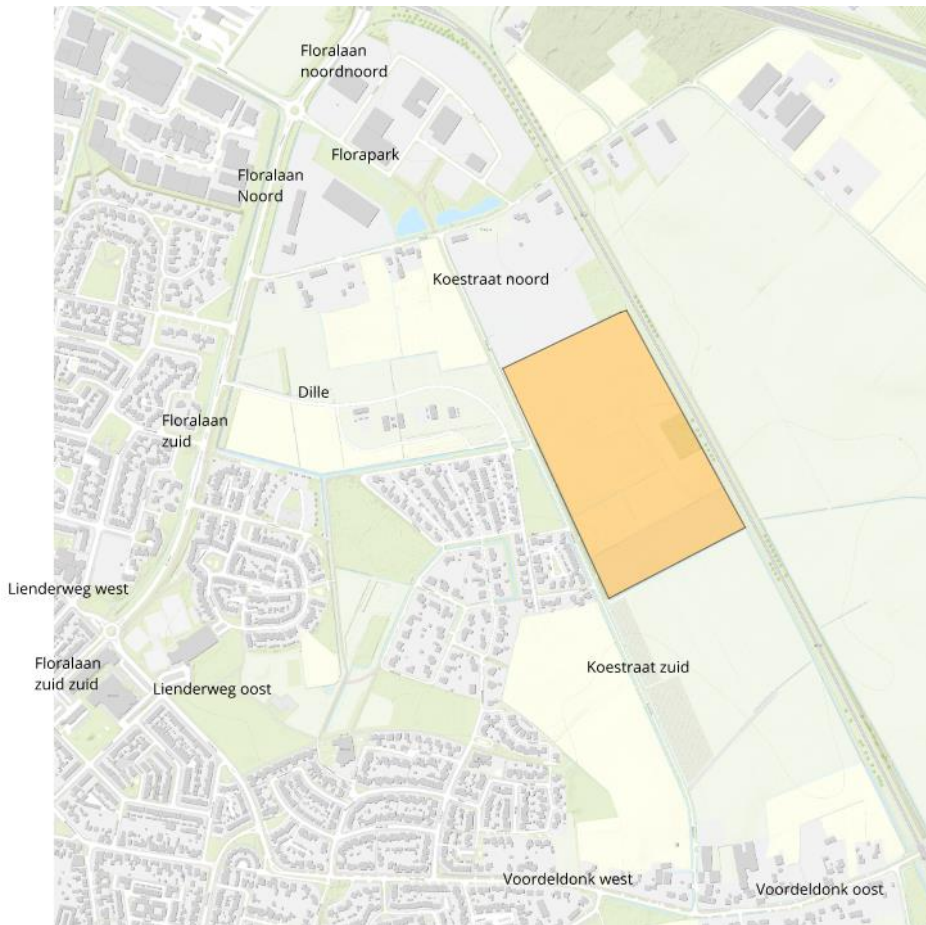 Floralaan
noordnoord
Florapark
Floralaan
Noord
Koestraat noord
Dille
Floralaan
zuid
Lienderweg west
Floralaan
zuid zuid
Lienderweg oost
Koestraat zuid
Voordeldonk west
Voordeldonk oost